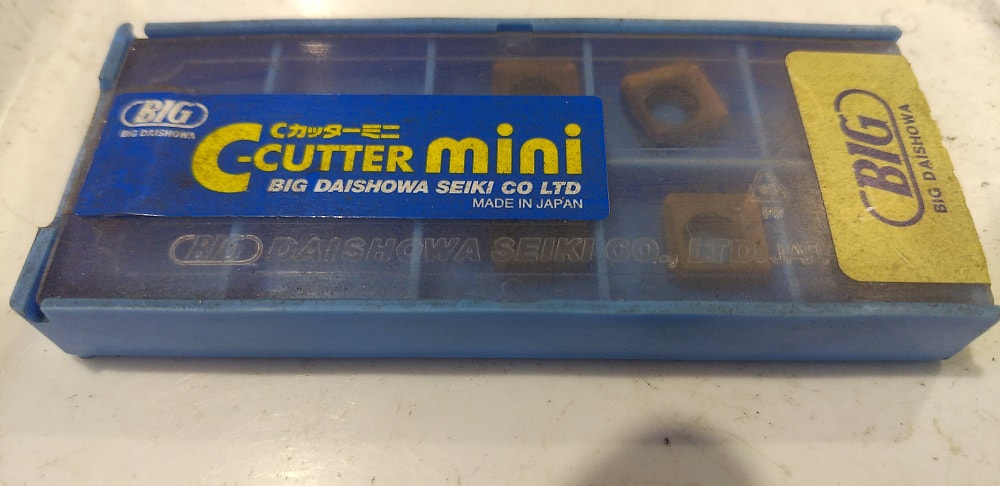 BIG
BIG DAISHOWA
Cカッターミニ
C-CUTTER mini
BIG DAISHOWA SEIKI CO LTD
MADE IN JAPAN
BIG DAISHOWA SEIKI CO., LTD. JAPAN
BIG
BIG DAISHOWA